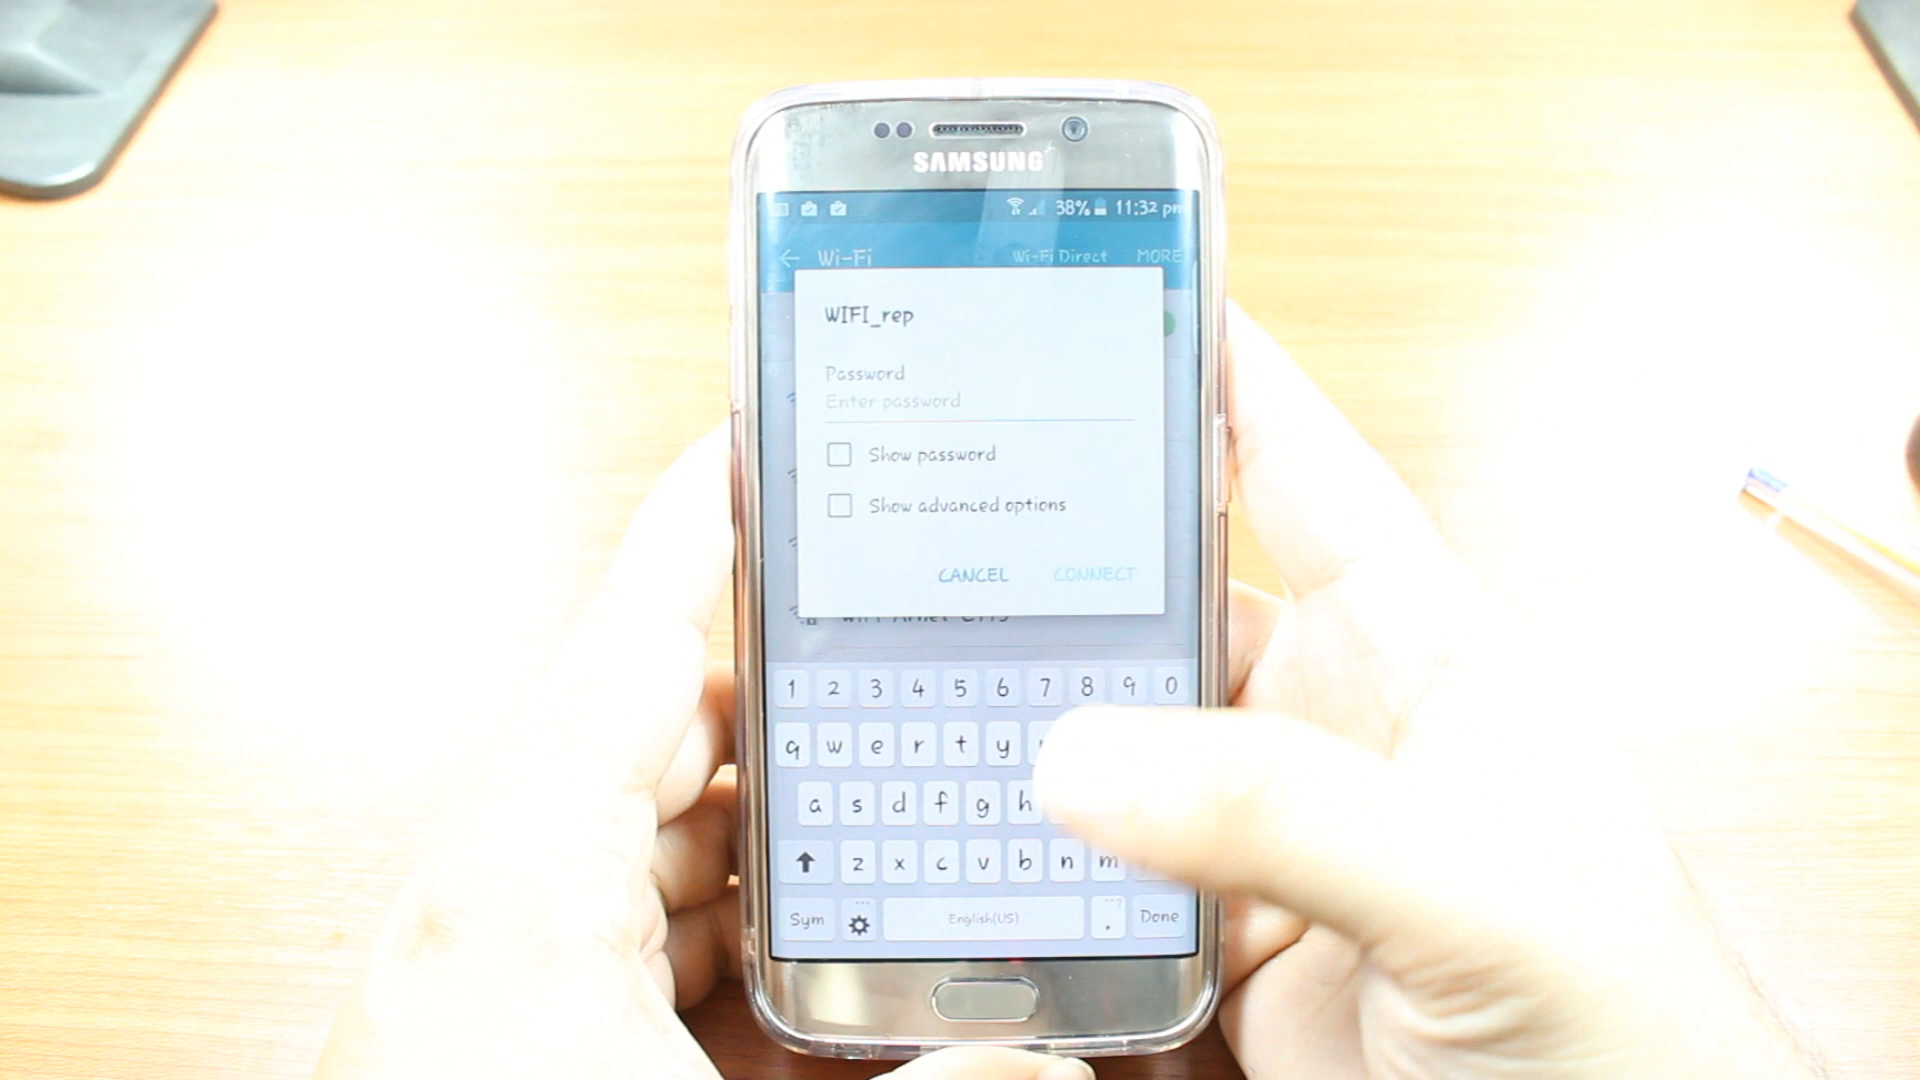 SAMSUNG
38% 11:32 pm
Wi-Fi Wi-Fi Direct MORE
WIFI_rep
Password
Enter password
Show password
Show advanced options
CANCEL CONNECT
1 2 3 4 5 6 7 8 9 0
q w e r t y
a s d f g h
z x c v b n m
Sym English(US) . Done